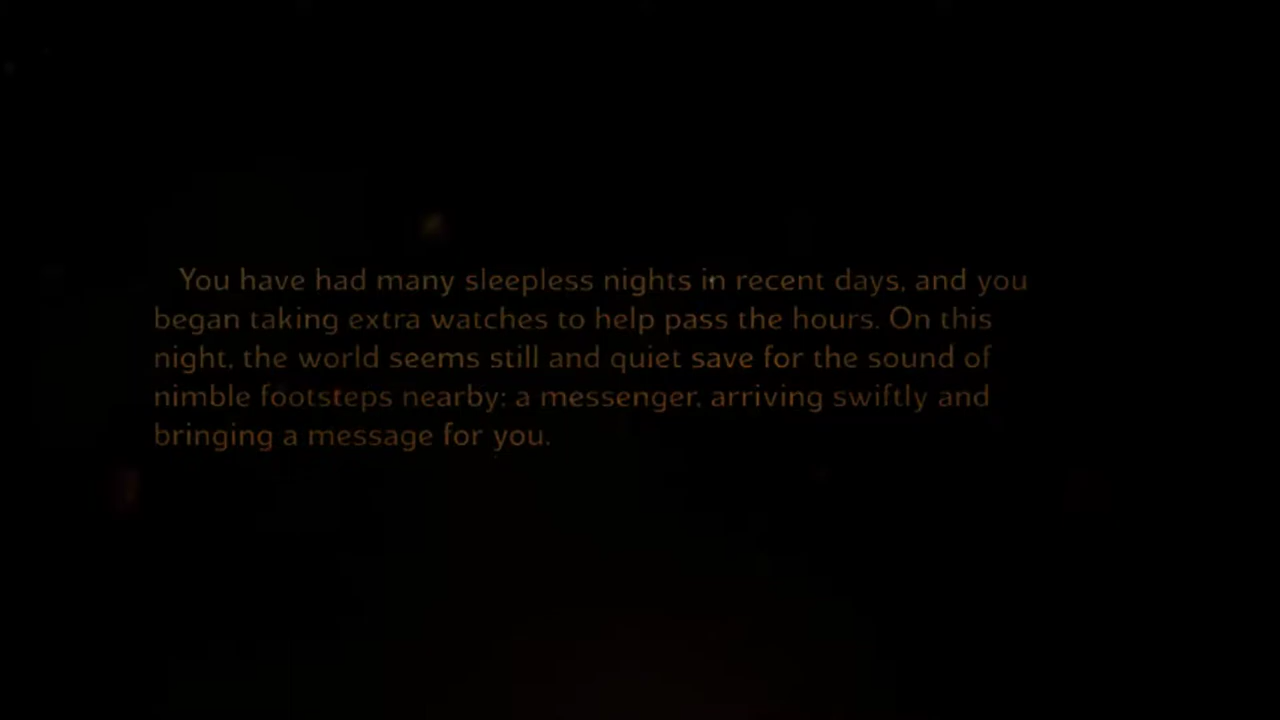 You have had many sleepless nights in recent days, and you
began taking extra watches to help pass the hours. On this
night, the world seems still and quiet save for the sound of
nimble footsteps nearby: a messenger, arriving swiftly and
bringing a message for you.